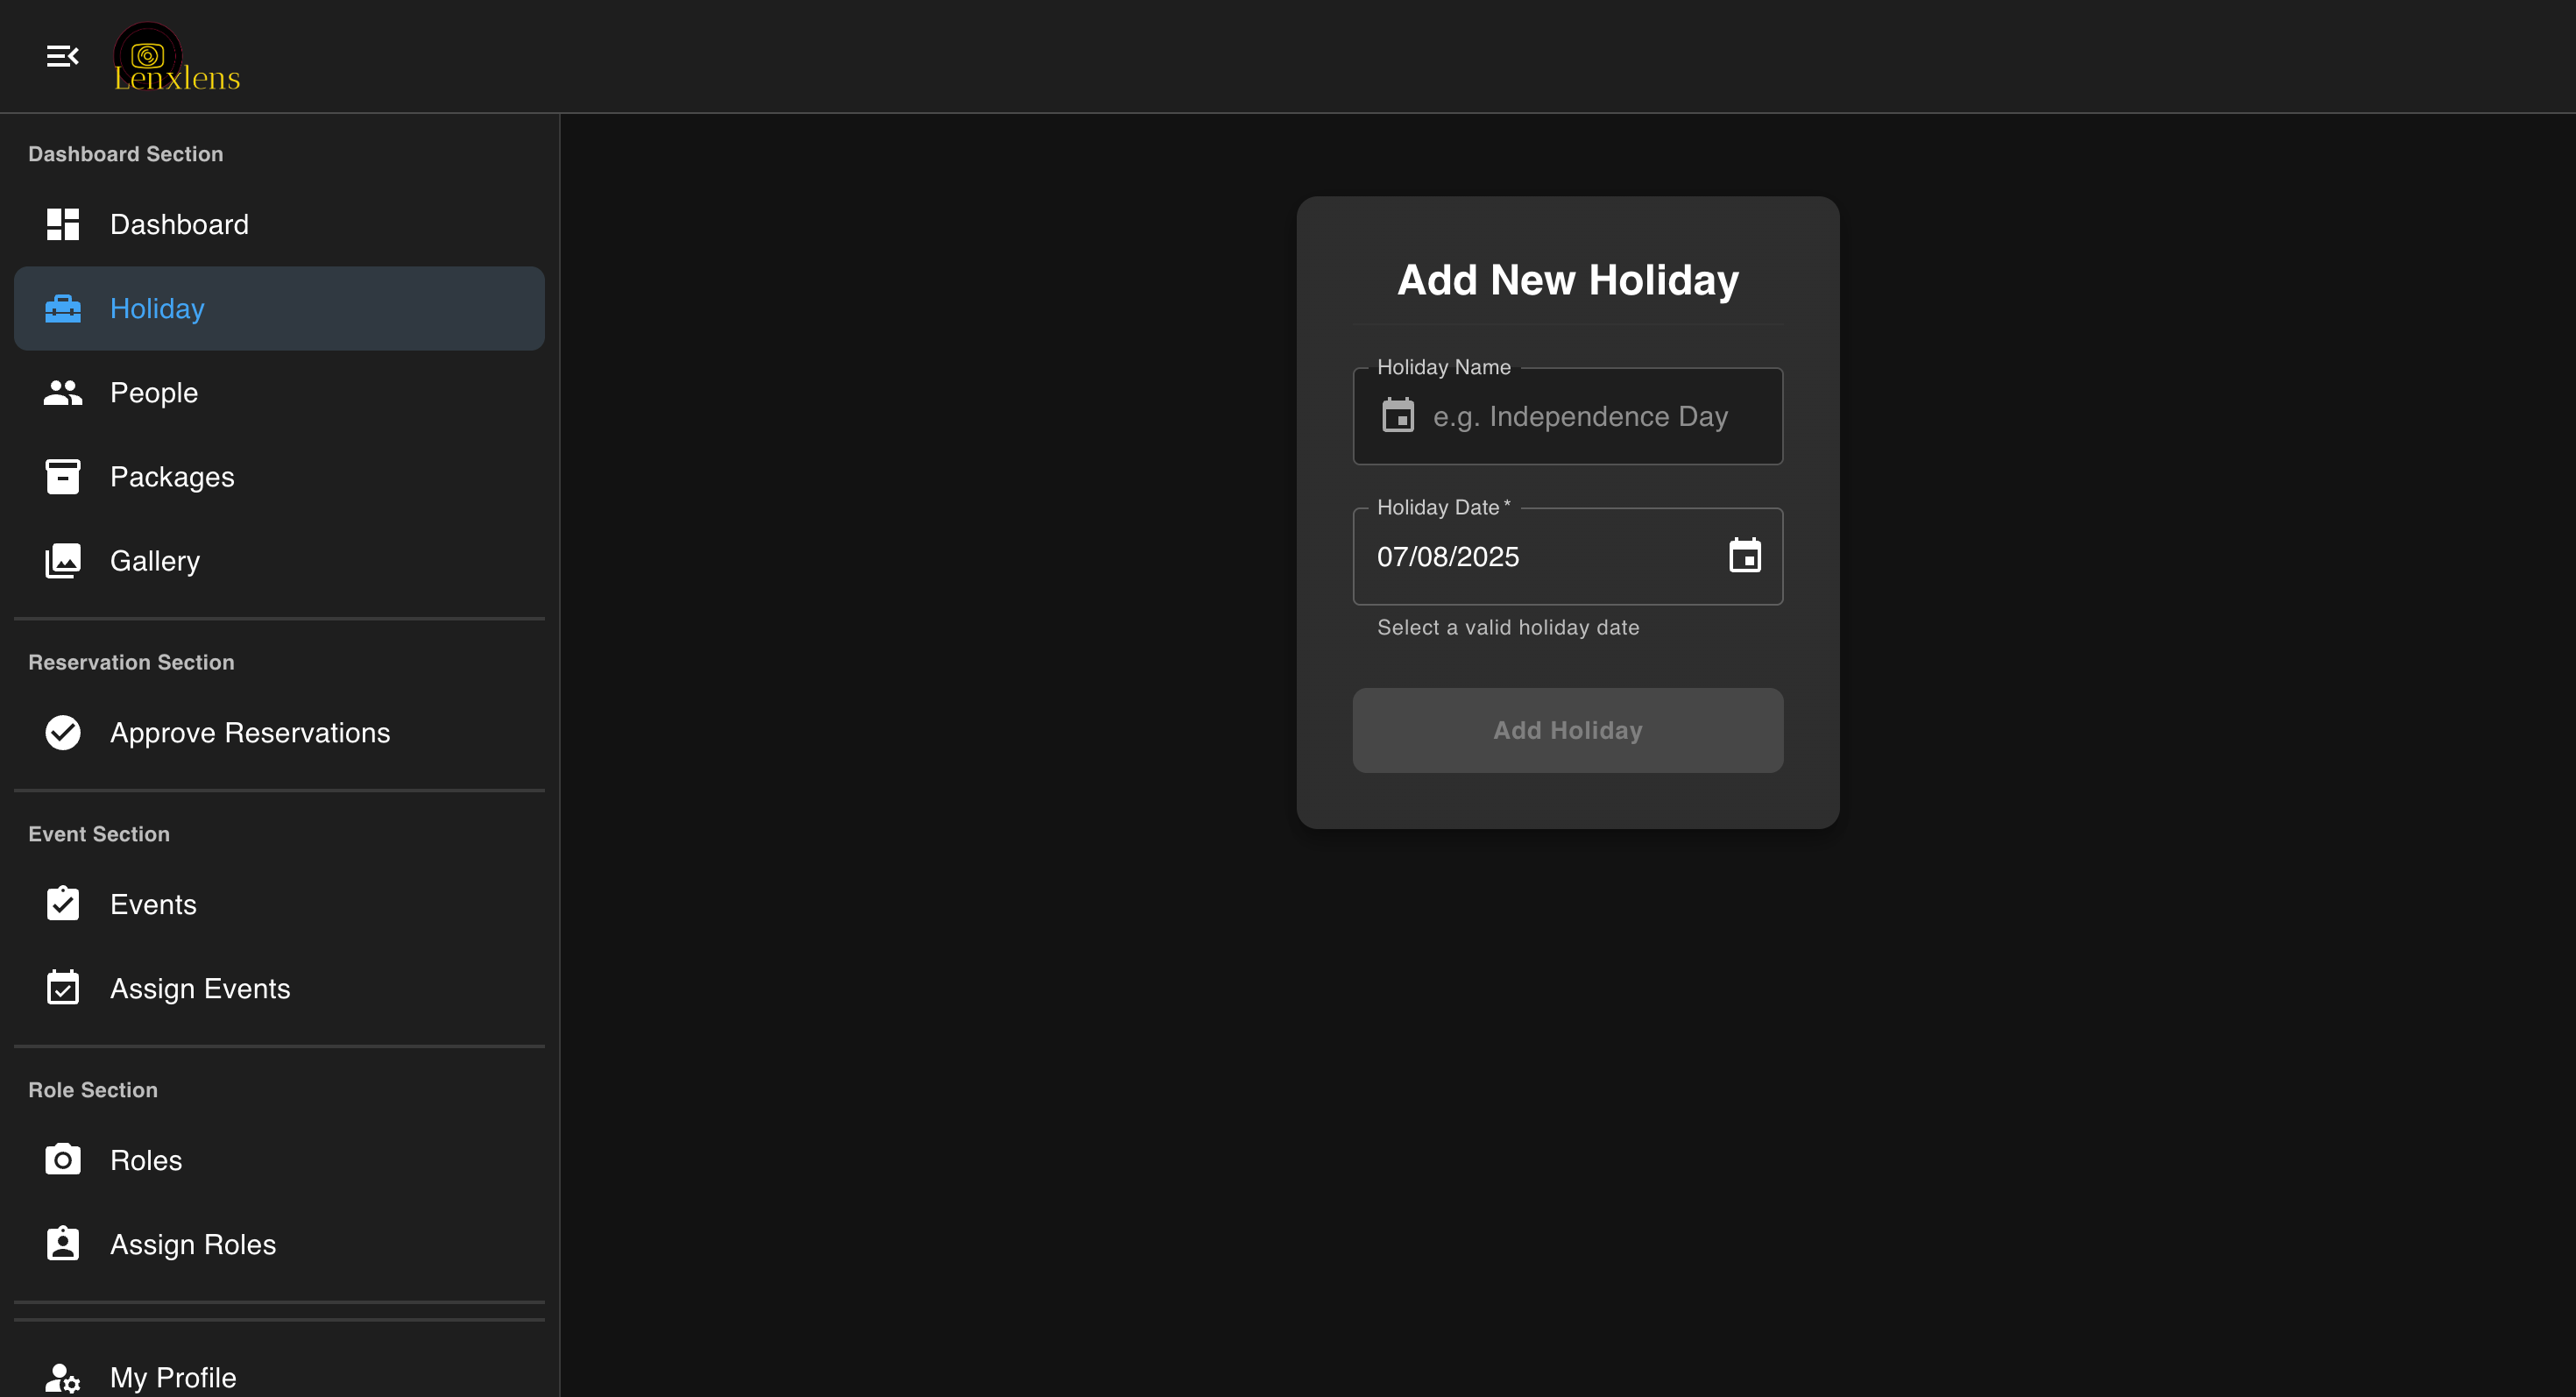 Lenxlens
Dashboard Section
Dashboard
Holiday
People
Packages
Gallery
Reservation Section
Approve Reservations
Event Section
Events
Assign Events
Role Section
Roles
Assign Roles
My Profile
Add New Holiday
Holiday Name
e.g. Independence Day
Holiday Date *
07/08/2025
Select a valid holiday date
Add Holiday